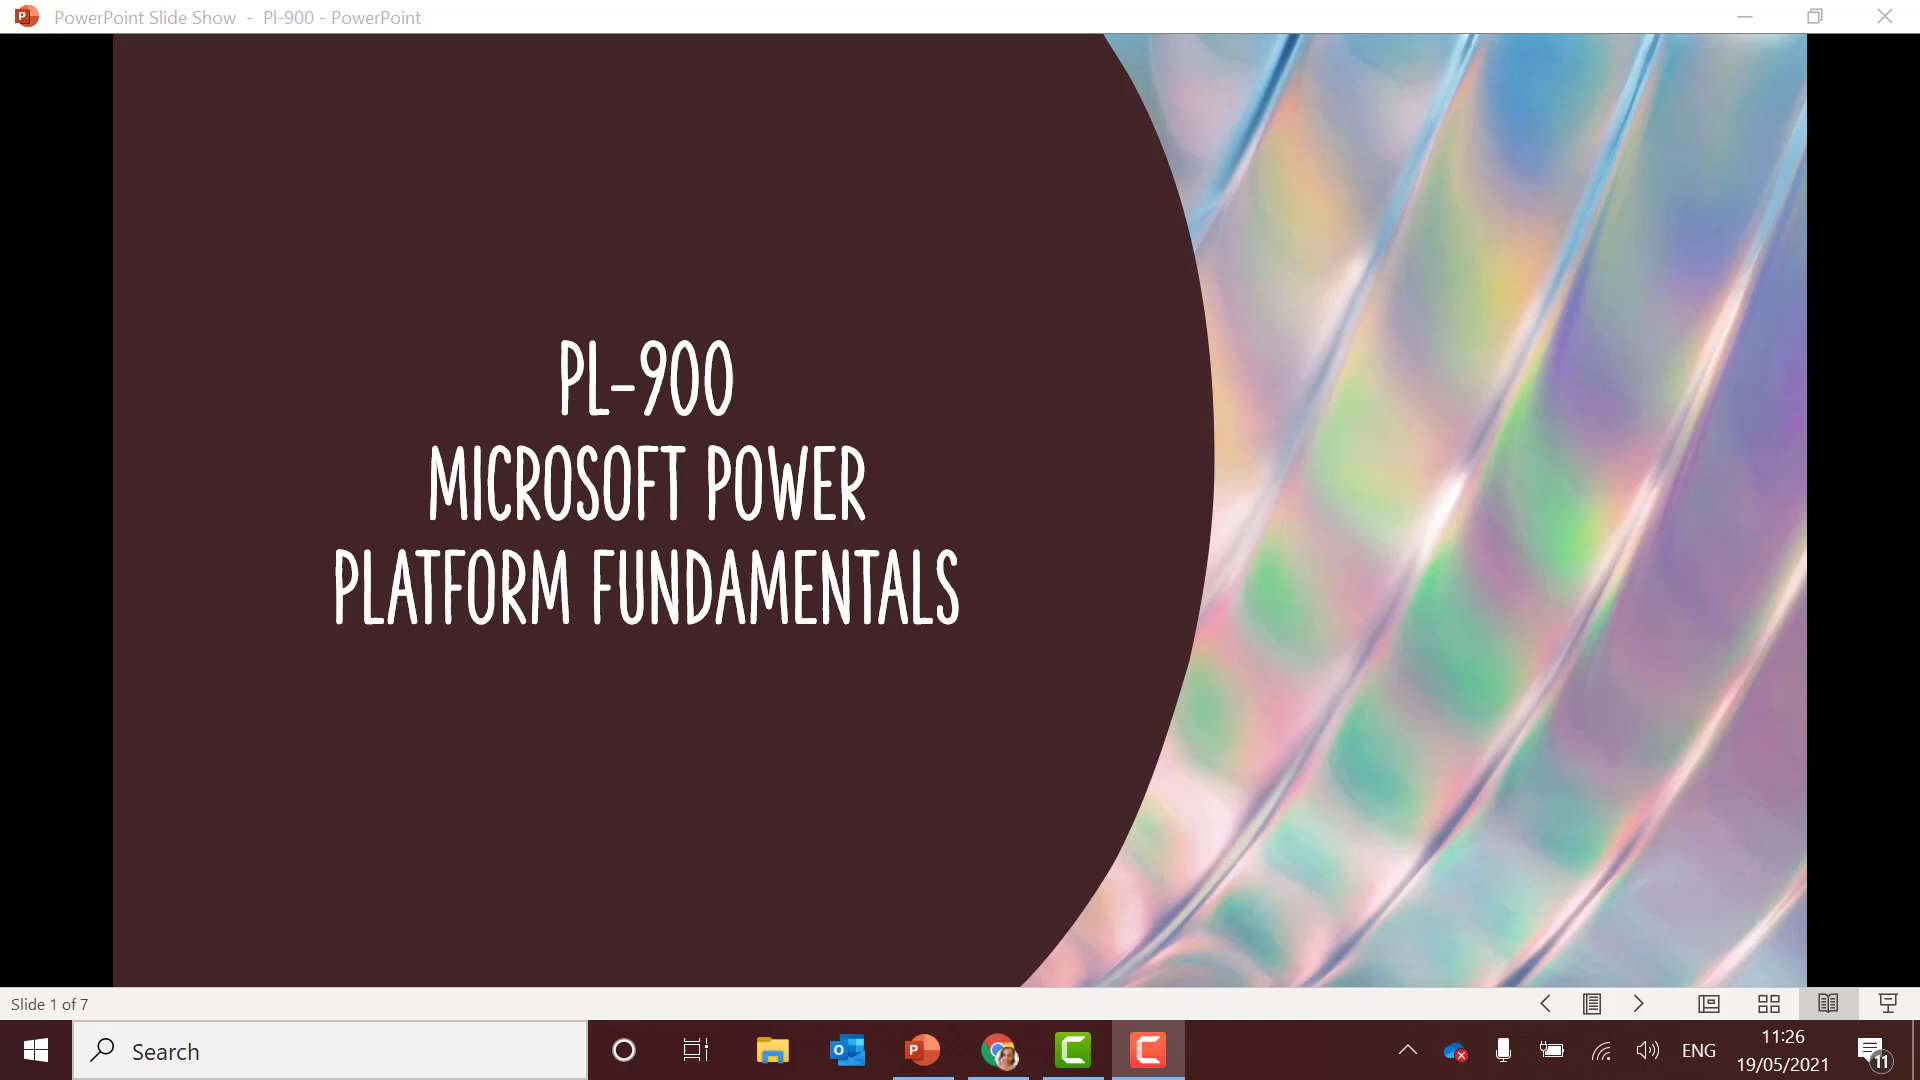 PowerPoint Slide Show - Pl-900 - PowerPoint
PL-900
MICROSOFT POWER
PLATFORM FUNDAMENTALS
Slide 1 of 7
Search
ENG
11:26
19/05/2021
11